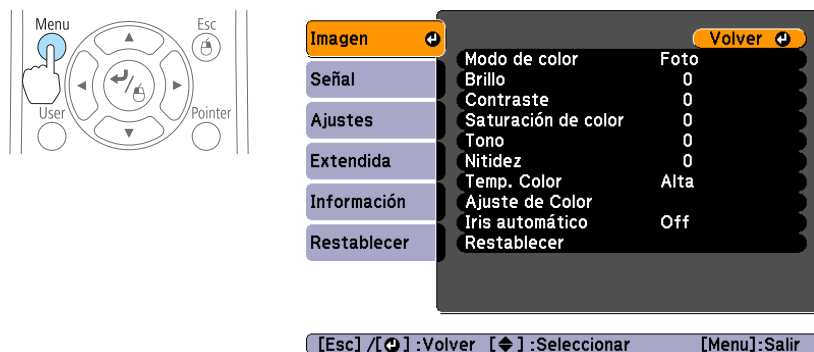 Menu
Esc
User
Pointer
Imagen
Señal
Ajustes
Extendida
Información
Restablecer
Volver
Modo de color Foto
Brillo 0
Contraste 0
Saturación de color 0
Tono 0
Nitidez 0
Temp. Color Alta
Ajuste de Color
Iris automático Off
Restablecer
[Esc] /[⏎] :Volver [◆] :Seleccionar [Menu]:Salir